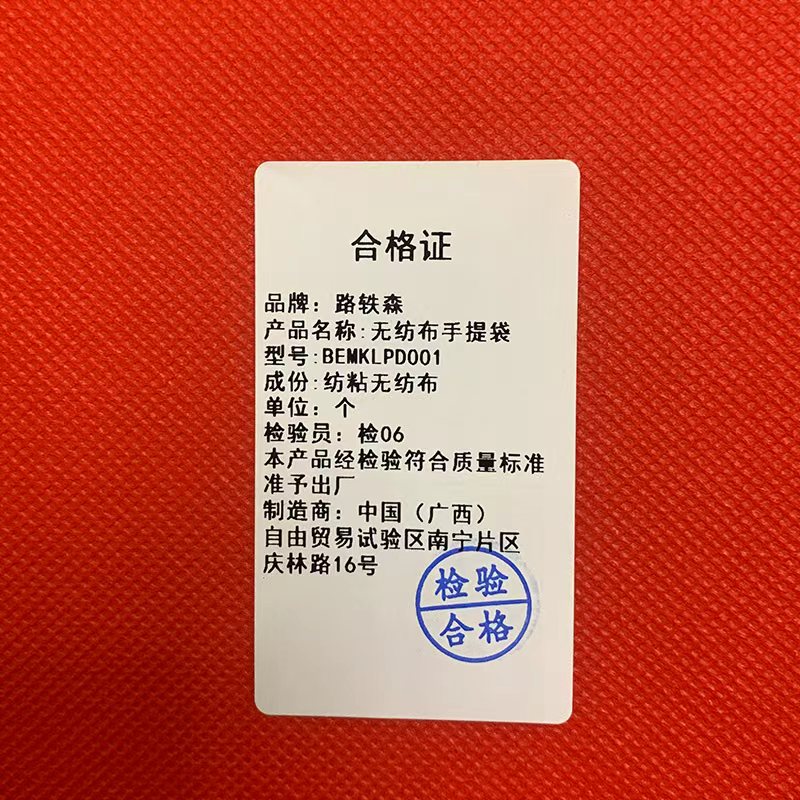 合格证
品牌：路轶森
产品名称:无纺布手提袋
型号:BEMKLPD001
成份:纺粘无纺布
单位：个
检验员：检06
本产品经检验符合质量标准
准予出厂
制造商：中国（广西）
自由贸易试验区南宁片区
庆林路16号
检验
合格